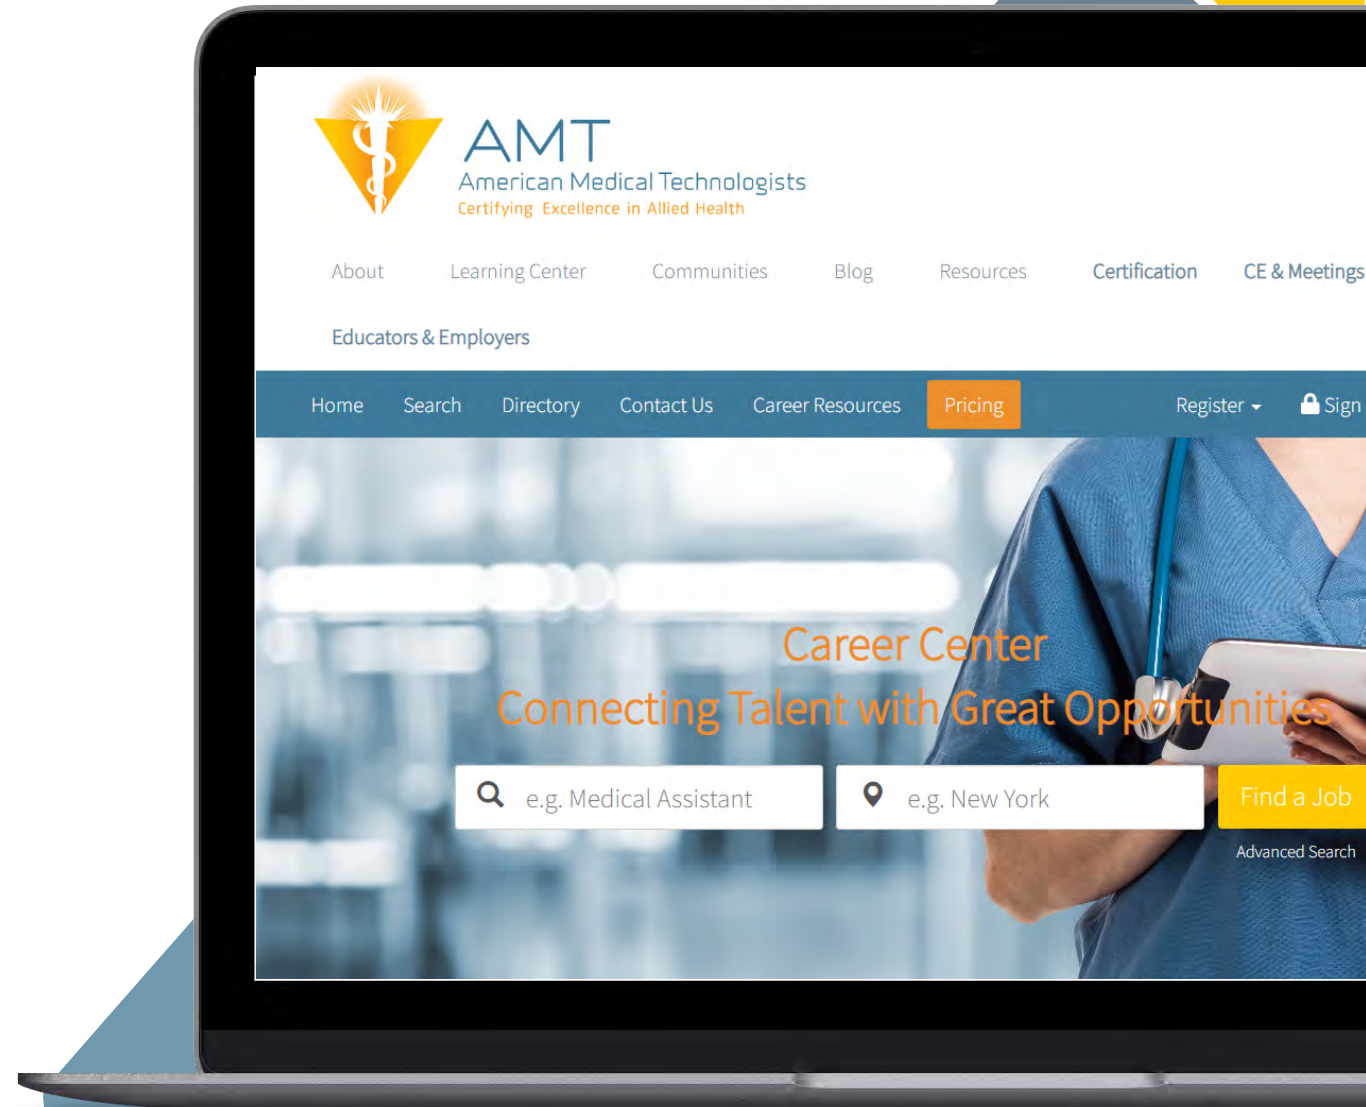 AMT
American Medical Technologists
Certifying Excellence in Allied Health
About Learning Center Communities Blog Resources Certification CE & Meetings
Educators & Employers
Home Search Directory Contact Us Career Resources Pricing Register Sign
Career Center
Connecting Talent with Great Opportunities
e.g. Medical Assistant e.g. New York Find a Job
Advanced Search